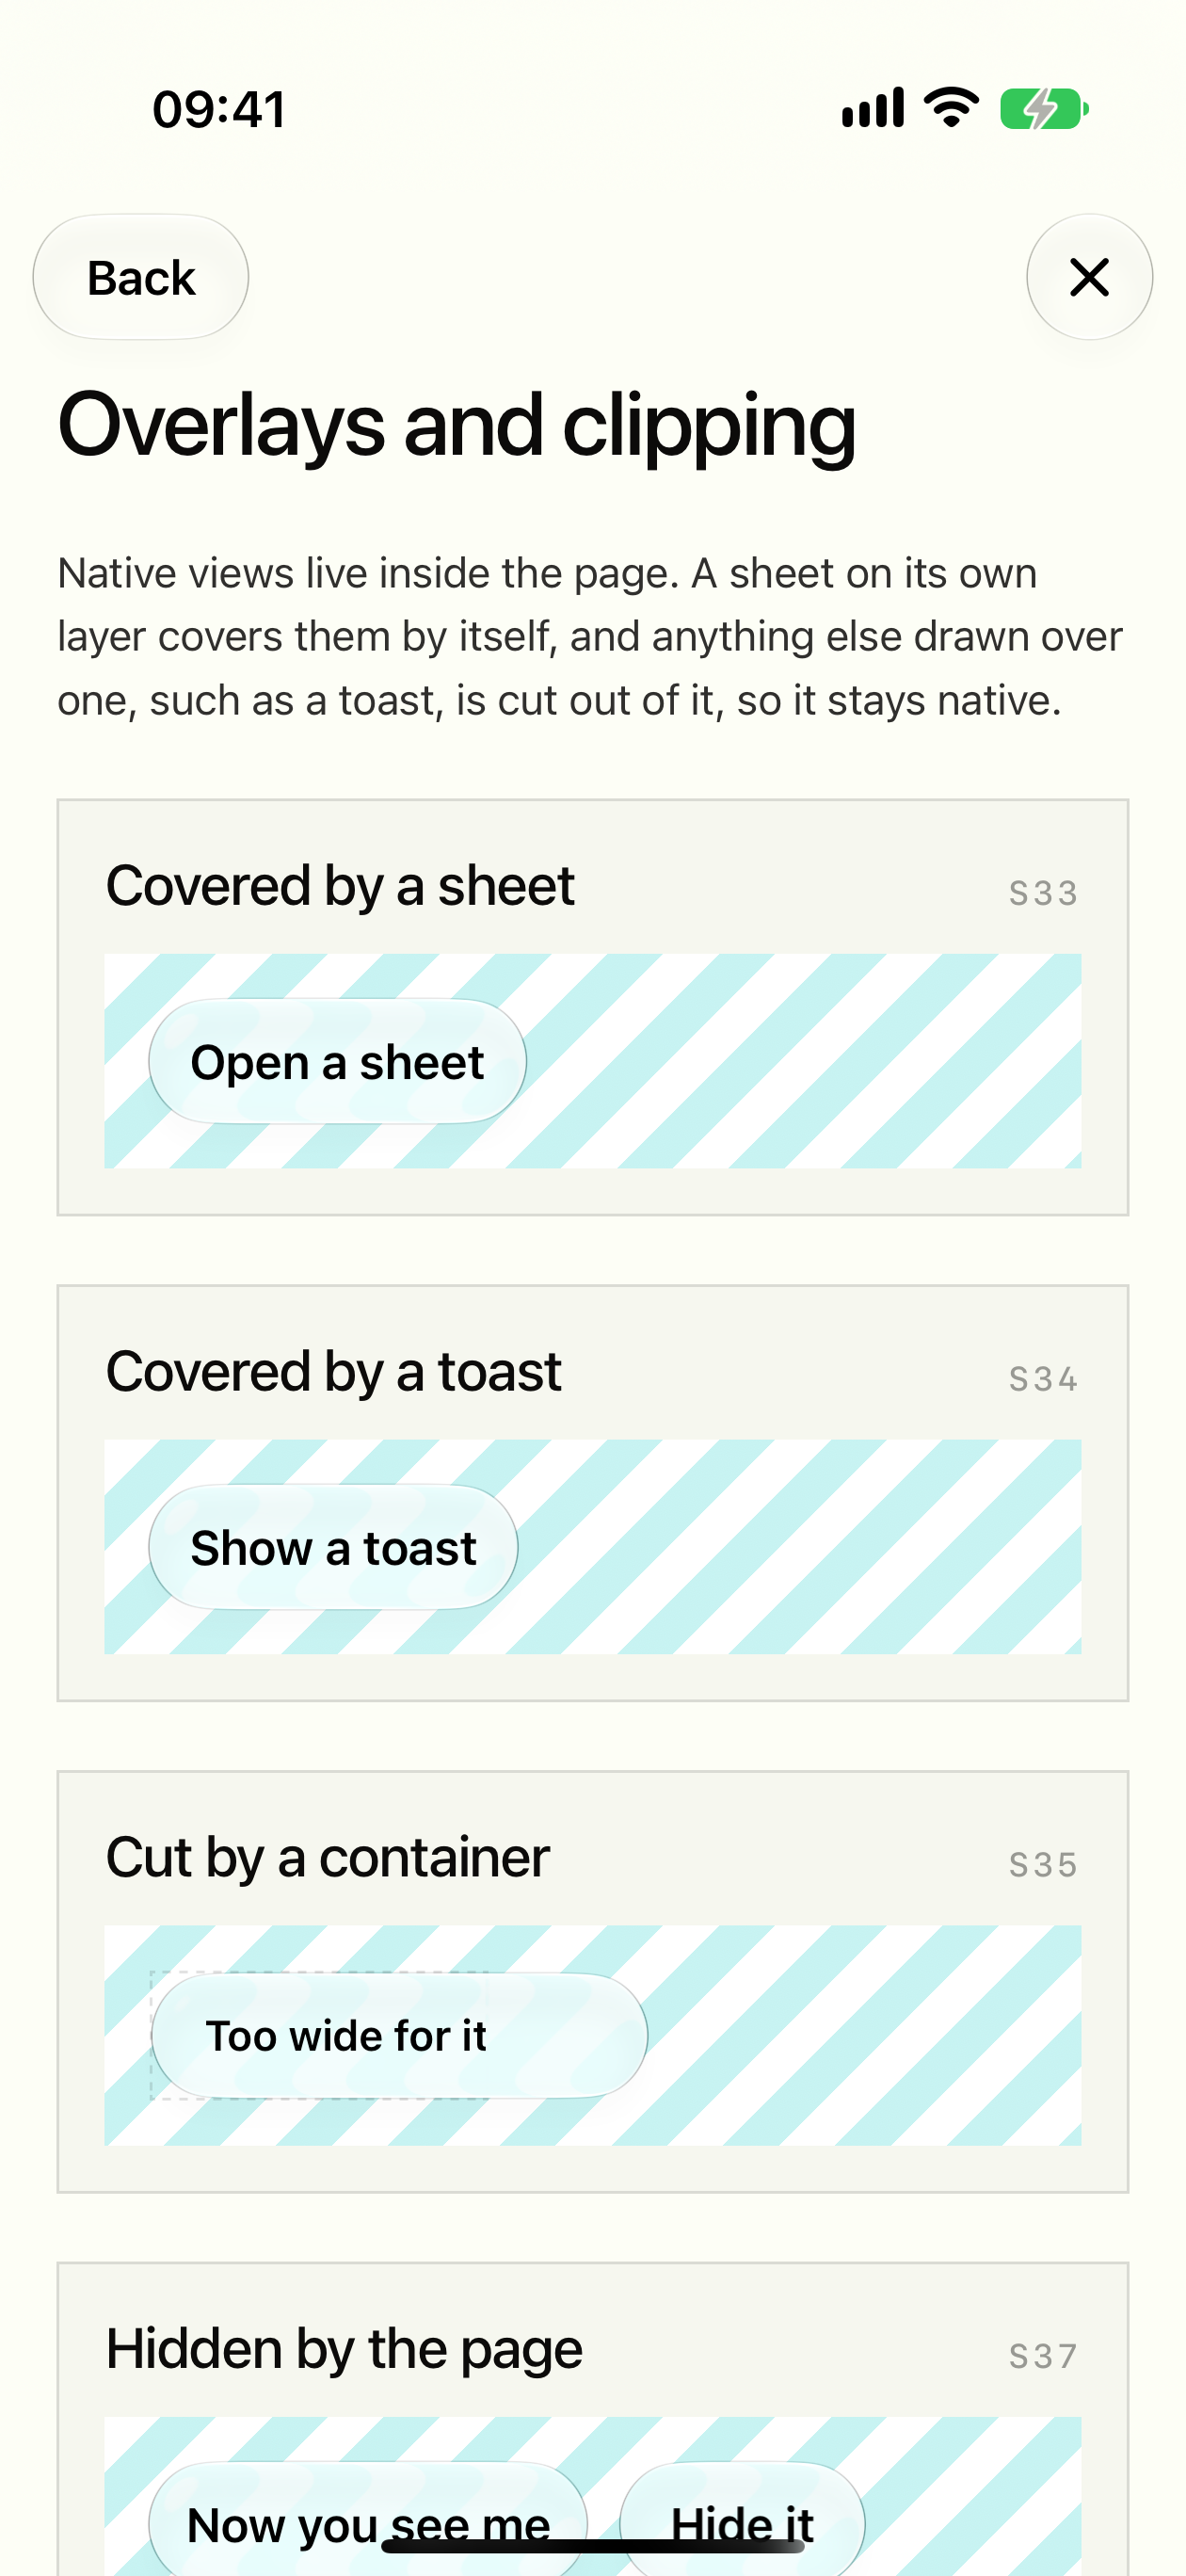 09:41
Back
Overlays and clipping
Native views live inside the page. A sheet on its own
layer covers them by itself, and anything else drawn over
one, such as a toast, is cut out of it, so it stays native.
Covered by a sheet S33
Open a sheet
Covered by a toast S34
Show a toast
Cut by a container S35
Too wide for it
Hidden by the page S37
Now you see me Hide it